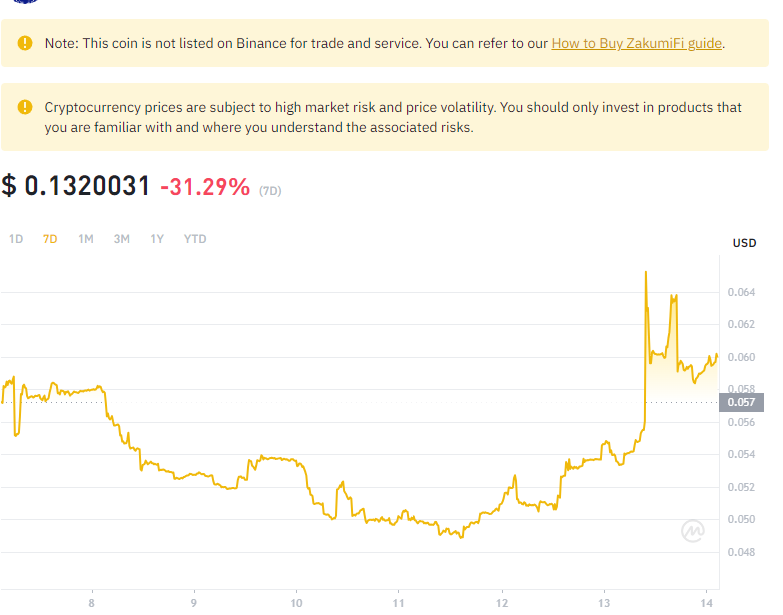 Note: This coin is not listed on Binance for trade and service. You can refer to our How to Buy ZakumiFi guide.
Cryptocurrency prices are subject to high market risk and price volatility. You should only invest in products that
you are familiar with and where you understand the associated risks.
$ 0.1320031 -31.29% (7D)
1D 7D 1M 3M 1Y YTD
USD
0.064
0.062
0.060
0.058
0.057
0.056
0.054
0.052
0.050
0.048
8 9 10 11 12 13 14